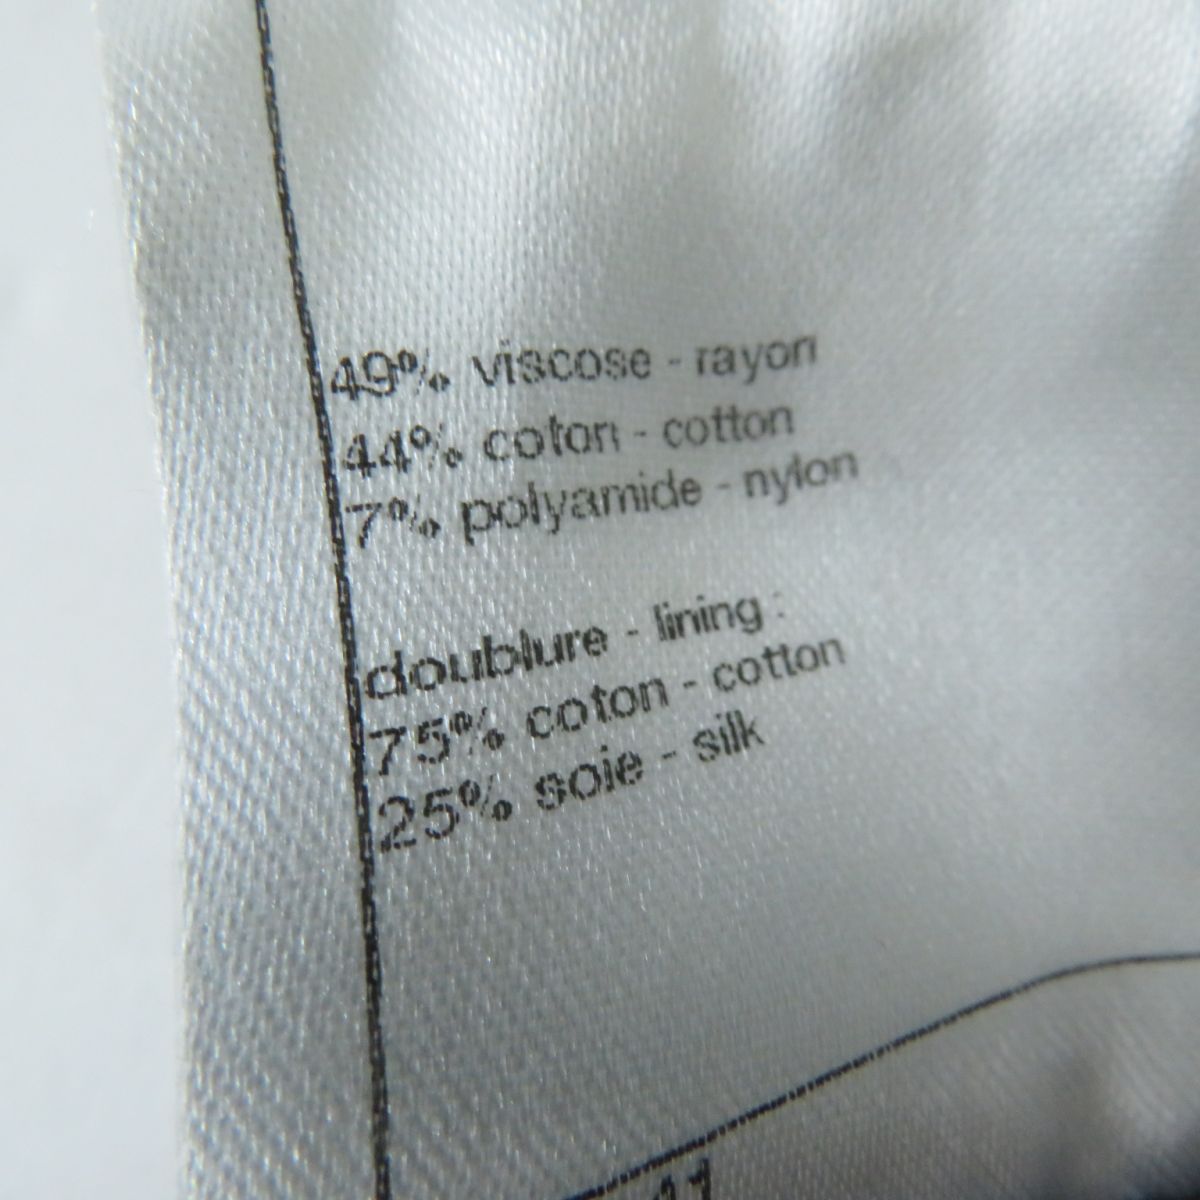 49% viscose - rayon
44% coton - cotton
7% polyamide - nylon
doublure - lining :
75% coton - cotton
25% soie - silk